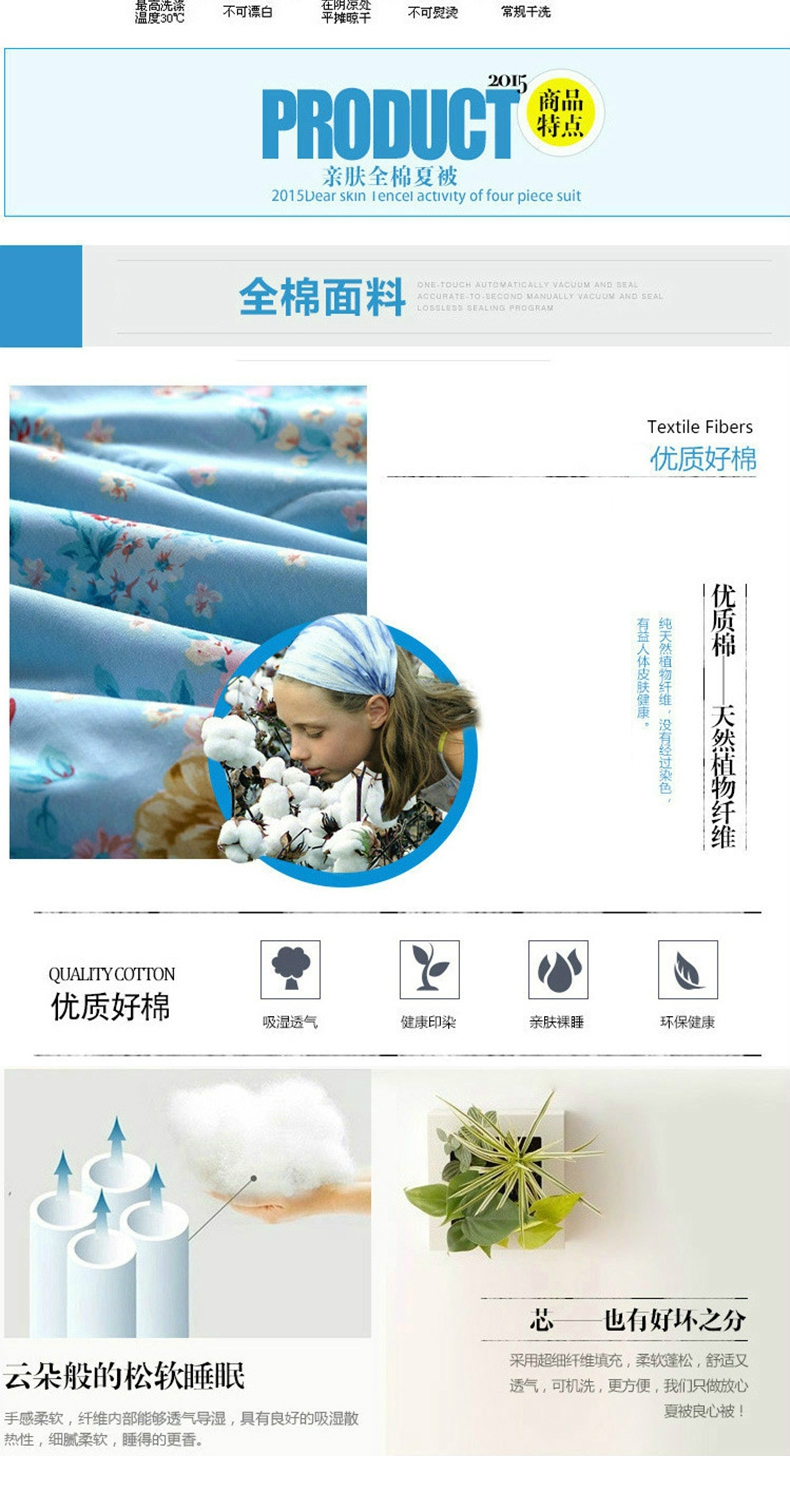 最高洗涤
温度30℃
不可漂白
在阴凉处
平摊晾干
不可熨烫
常规干洗
2015
PRODUCT
商品
特点
亲肤全棉夏被
2015Dear skin Tencel activity of four piece suit
全棉面料
ONE-TOUCH AUTOMATICALLY VACUUM AND SEAL
ACCURATE-TO-SECOND MANUALLY VACUUM AND SEAL
LOSSLESS SEALING PROGRAM
Textile Fibers
优质好棉
优质棉——天然植物纤维
纯天然植物纤维，没有经过染色，
有益人体皮肤健康。
QUALITY COTTON
优质好棉
吸湿透气
健康印染
亲肤裸睡
环保健康
云朵般的松软睡眠
手感柔软，纤维内部能够透气导湿，具有良好的吸湿散
热性，细腻柔软，睡得的更香。
芯——也有好坏之分
采用超细纤维填充，柔软蓬松，舒适又
透气，可机洗，更方便，我们只做放心
夏被良心被！